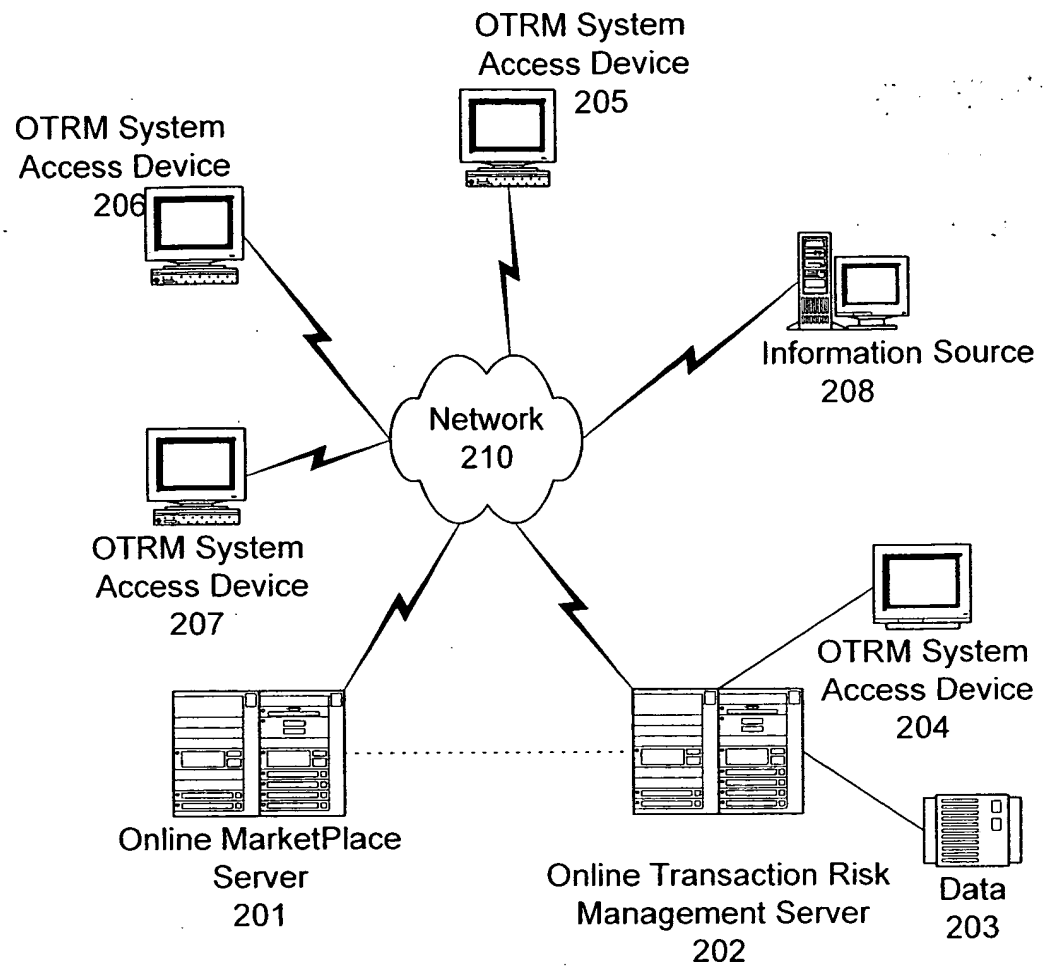 OTRM System
Access Device
205
OTRM System
Access Device
206
Information Source
208
Network
210
OTRM System
Access Device
207
OTRM System
Access Device
204
Online MarketPlace
Server
201
Online Transaction Risk
Management Server
202
Data
203